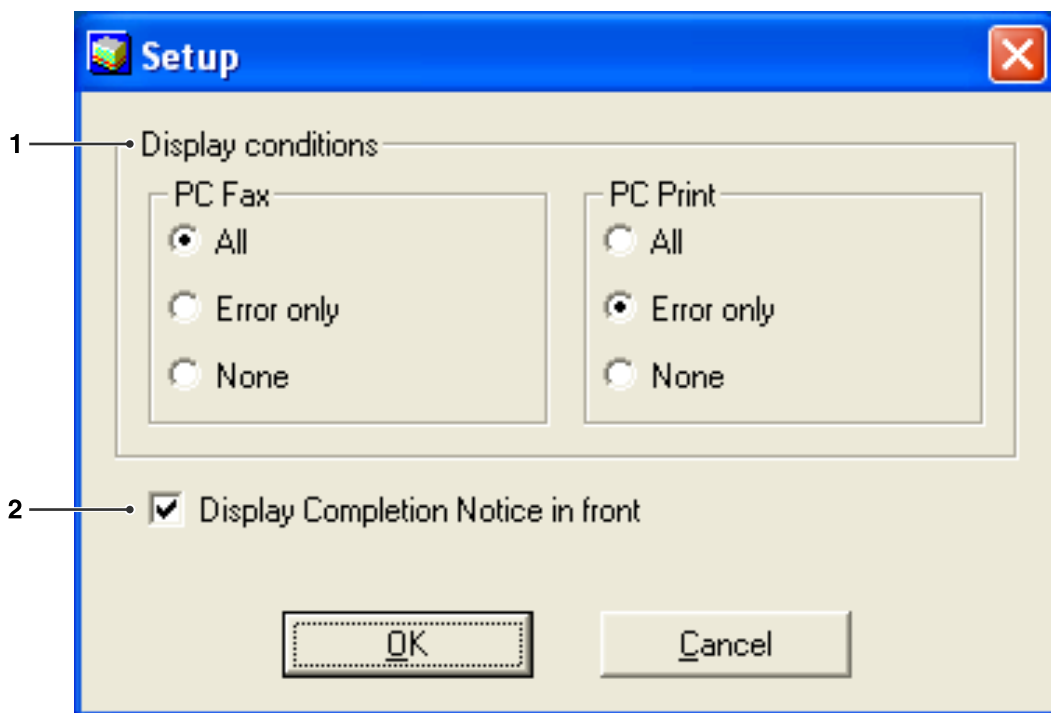 Setup
1
Display conditions
PC Fax
All
Error only
None
PC Print
All
Error only
None
2
Display Completion Notice in front
OK
Cancel